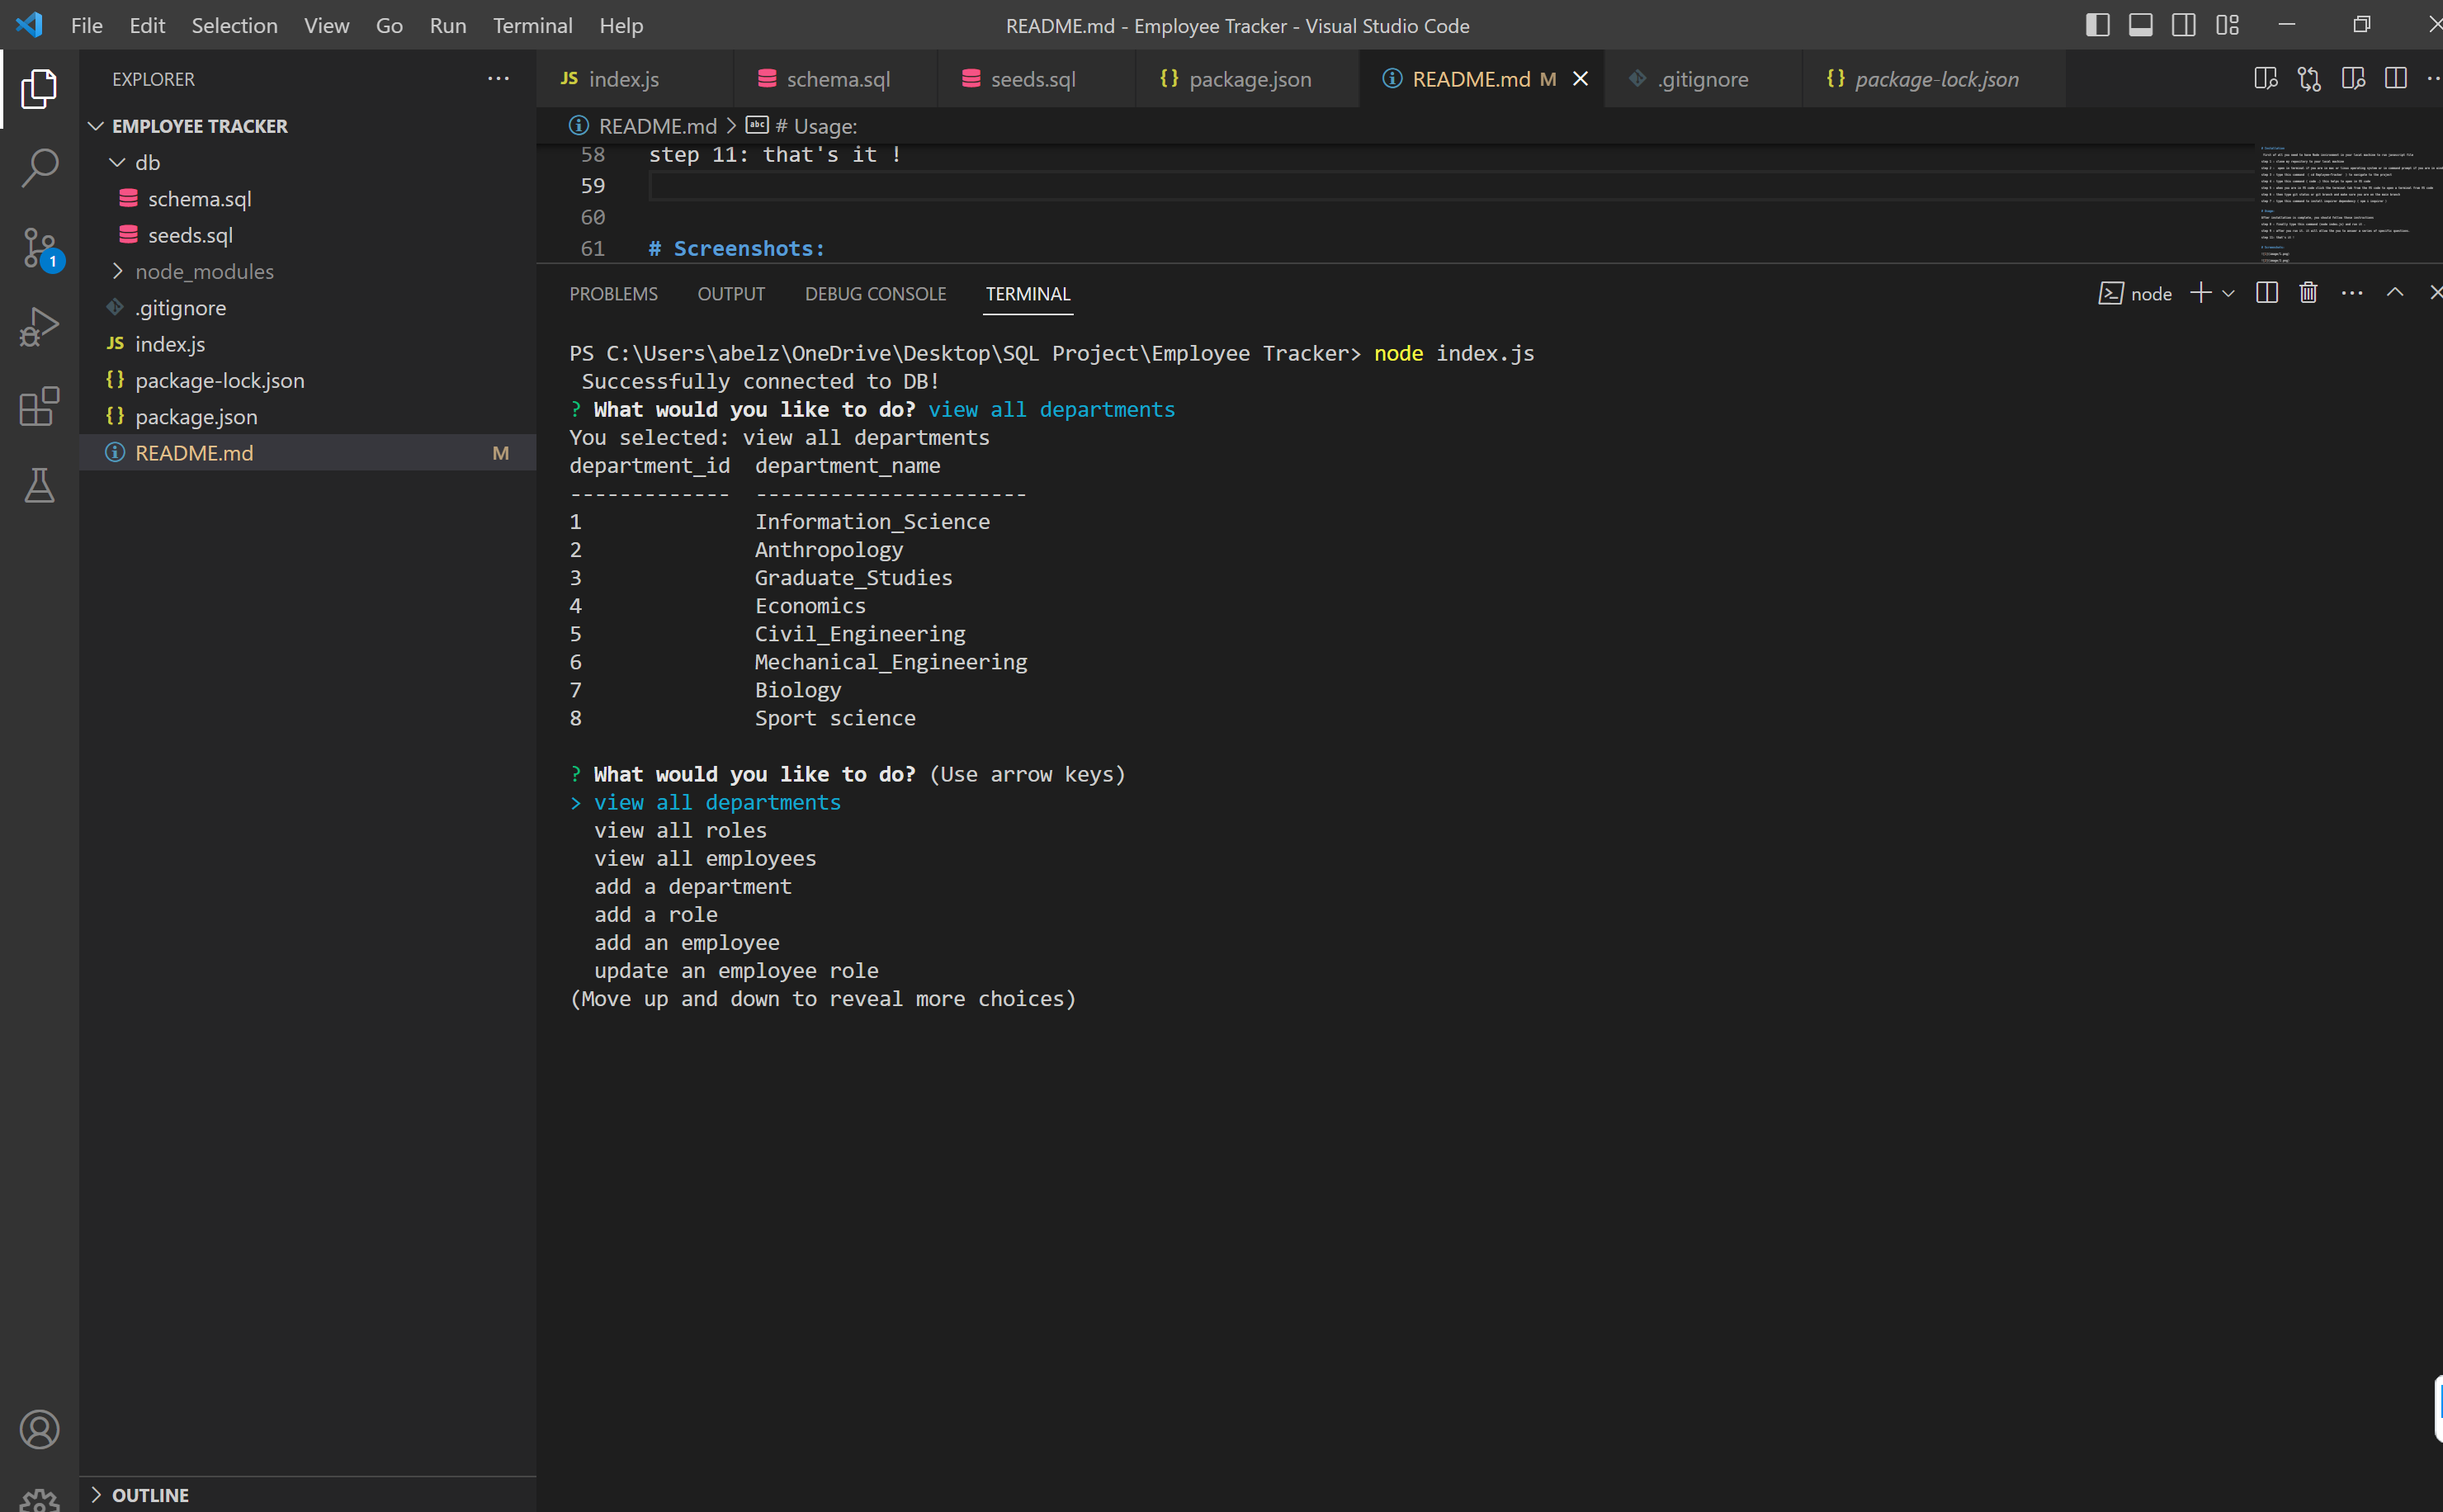 File Edit Selection View Go Run Terminal Help README.md - Employee Tracker - Visual Studio Code
EXPLORER
EMPLOYEE TRACKER
db
schema.sql
seeds.sql
node_modules
.gitignore
JS index.js
{} package-lock.json
{} package.json
README.md M
1
OUTLINE
JS index.js schema.sql seeds.sql {} package.json README.md M .gitignore {} package-lock.json
README.md > abc # Usage:
58 step 11: that's it !
59
60
61 # Screenshots:
PROBLEMS OUTPUT DEBUG CONSOLE TERMINAL node
PS C:\Users\abelz\OneDrive\Desktop\SQL Project\Employee Tracker> node index.js
Successfully connected to DB!
? What would you like to do? view all departments
You selected: view all departments
department_id department_name
------------- ----------------------
1 Information_Science
2 Anthropology
3 Graduate_Studies
4 Economics
5 Civil_Engineering
6 Mechanical_Engineering
7 Biology
8 Sport science
? What would you like to do? (Use arrow keys)
> view all departments
view all roles
view all employees
add a department
add a role
add an employee
update an employee role
(Move up and down to reveal more choices)